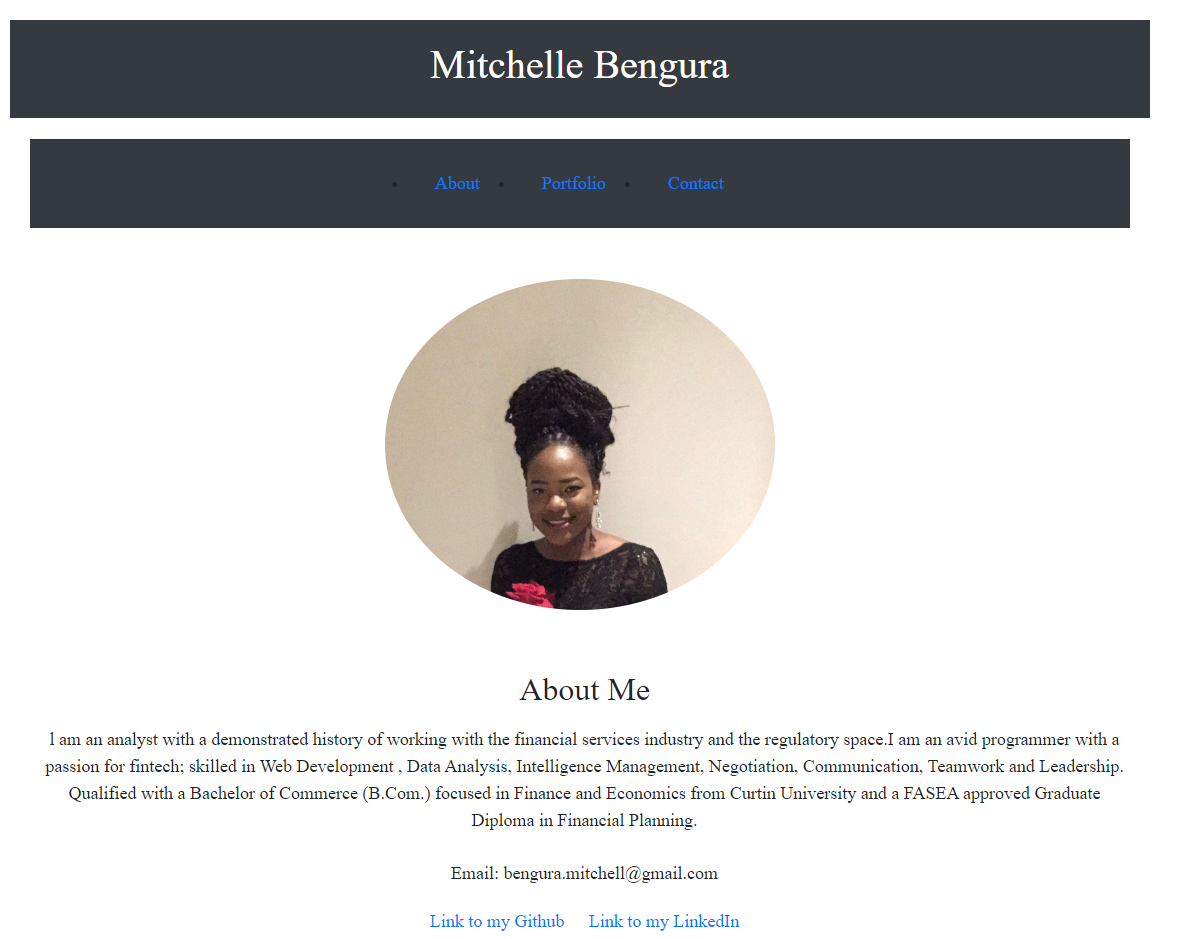 Mitchelle Bengura
About Portfolio Contact
About Me
l am an analyst with a demonstrated history of working with the financial services industry and the regulatory space.I am an avid programmer with a
passion for fintech; skilled in Web Development , Data Analysis, Intelligence Management, Negotiation, Communication, Teamwork and Leadership.
Qualified with a Bachelor of Commerce (B.Com.) focused in Finance and Economics from Curtin University and a FASEA approved Graduate
Diploma in Financial Planning.
Email: bengura.mitchell@gmail.com
Link to my Github Link to my LinkedIn